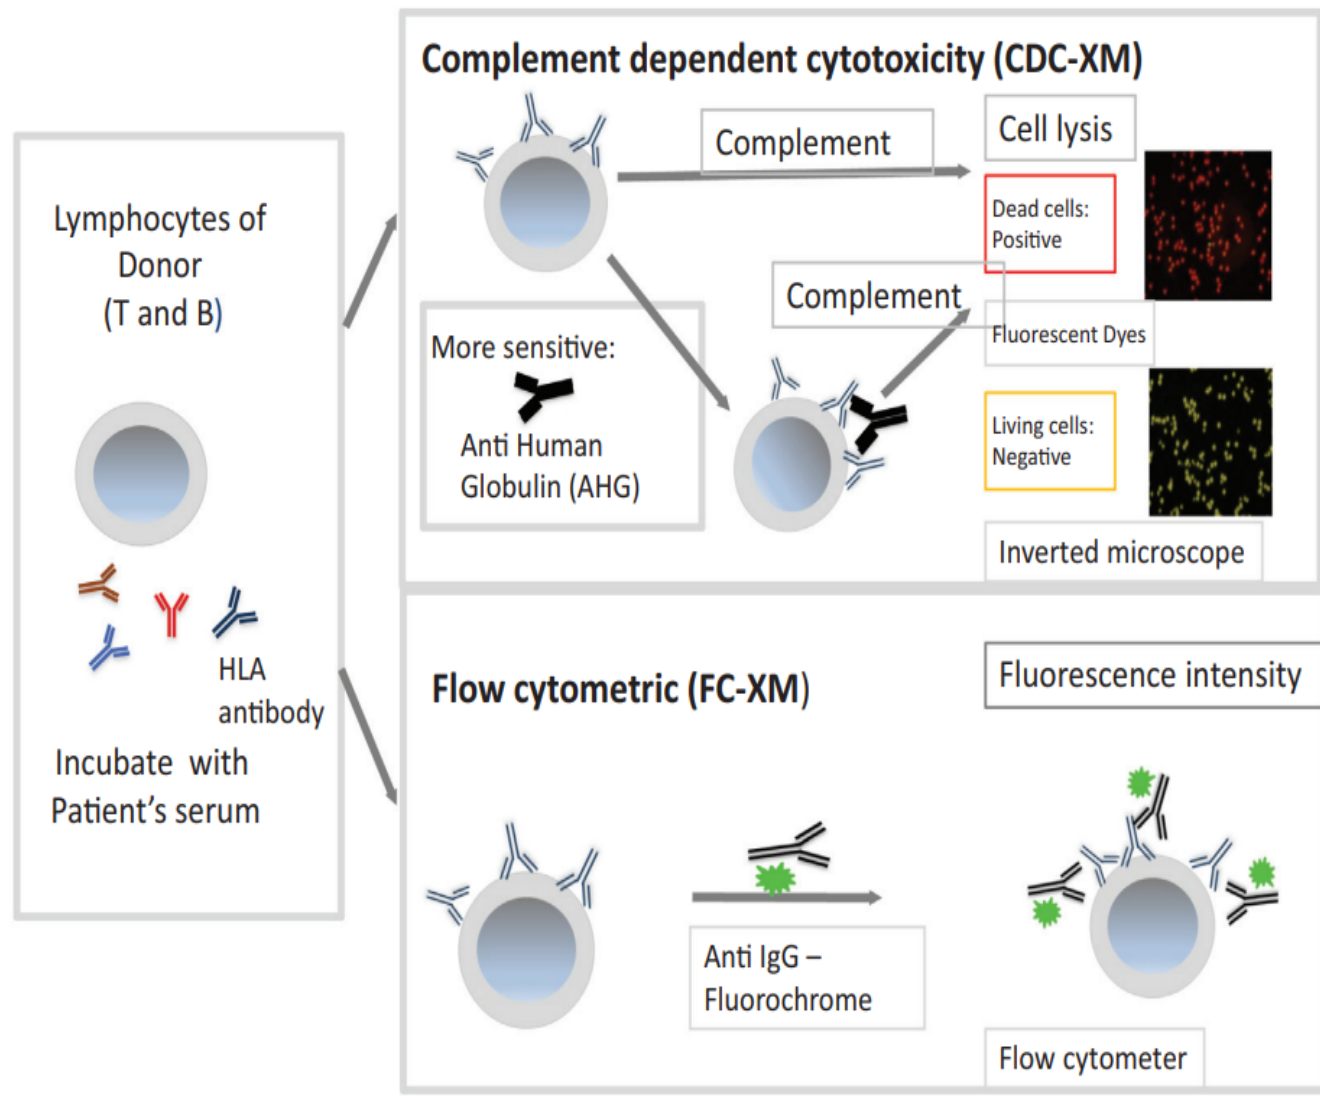 Complement dependent cytotoxicity (CDC-XM)
Lymphocytes of
Donor
(T and B)
HLA
antibody
Incubate with
Patient's serum
Complement
Cell lysis
Dead cells:
Positive
Complement
Fluorescent Dyes
More sensitive:
Anti Human
Globulin (AHG)
Living cells:
Negative
Inverted microscope
Flow cytometric (FC-XM)
Fluorescence intensity
Anti IgG –
Fluorochrome
Flow cytometer